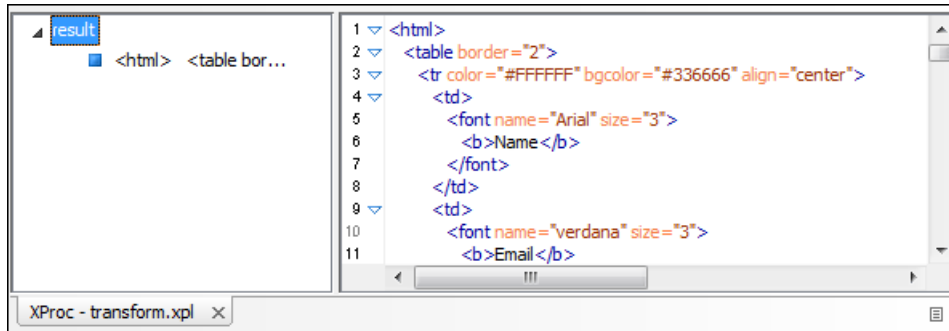 result
<html> <table bor...
1 <html>
2 <table border="2">
3 <tr color="#FFFFFF" bgcolor="#336666" align="center">
4 <td>
5 <font name="Arial" size="3">
6 <b>Name</b>
7 </font>
8 </td>
9 <td>
10 <font name="verdana" size="3">
11 <b>Email</b>
XProc - transform.xpl